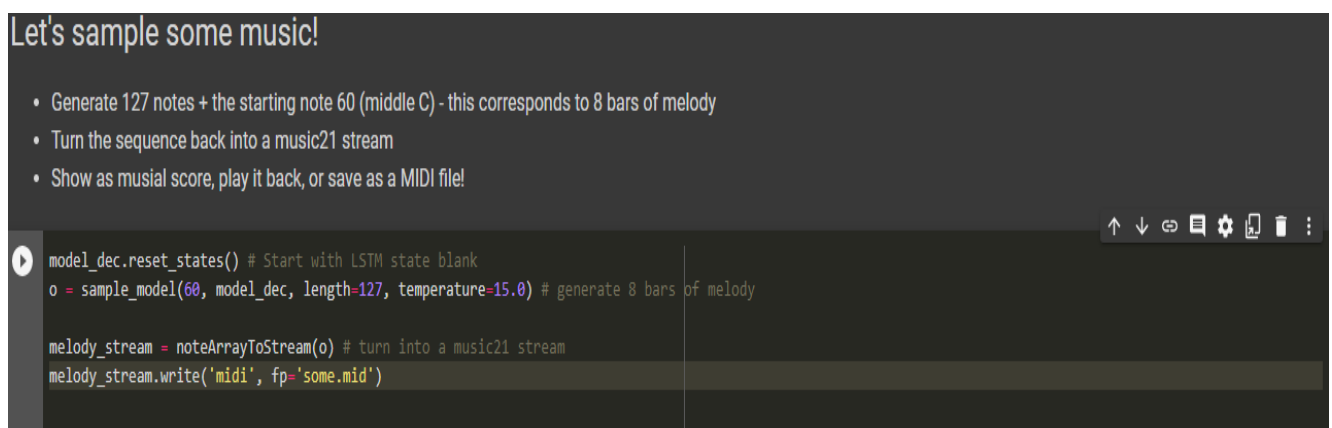 Let's sample some music!
• Generate 127 notes + the starting note 60 (middle C) - this corresponds to 8 bars of melody
• Turn the sequence back into a music21 stream
• Show as musial score, play it back, or save as a MIDI file!
model_dec.reset_states() # Start with LSTM state blank
o = sample_model(60, model_dec, length=127, temperature=15.0) # generate 8 bars of melody
melody_stream = noteArrayToStream(o) # turn into a music21 stream
melody_stream.write('midi', fp='some.mid')